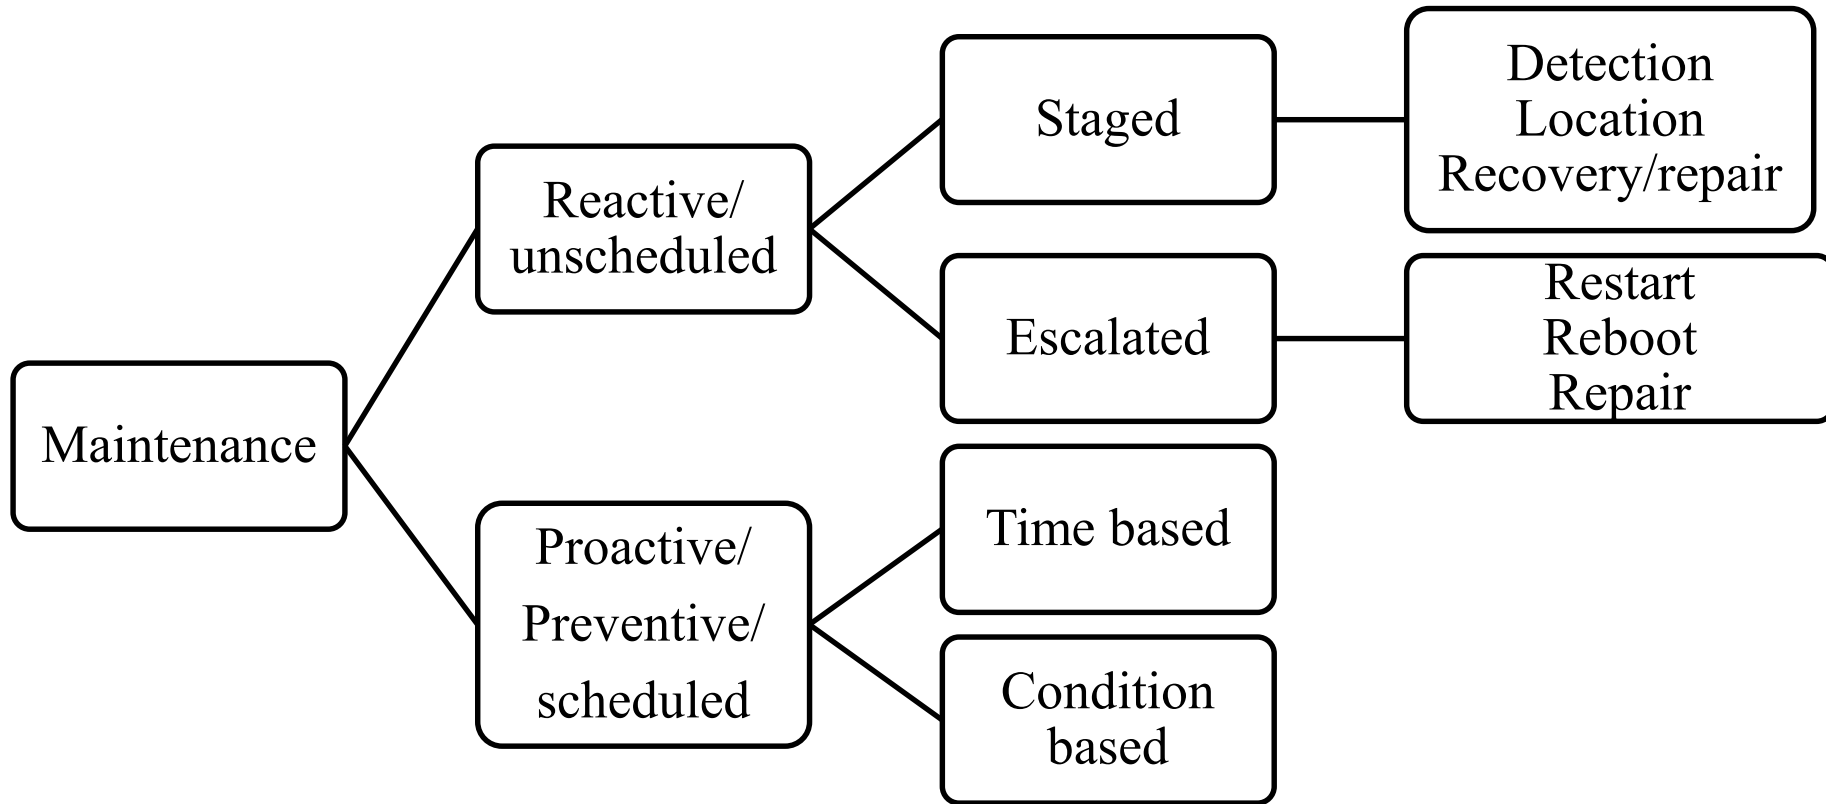 Maintenance
Reactive/
unscheduled
Proactive/
Preventive/
scheduled
Staged
Escalated
Time based
Condition
based
Detection
Location
Recovery/repair
Restart
Reboot
Repair